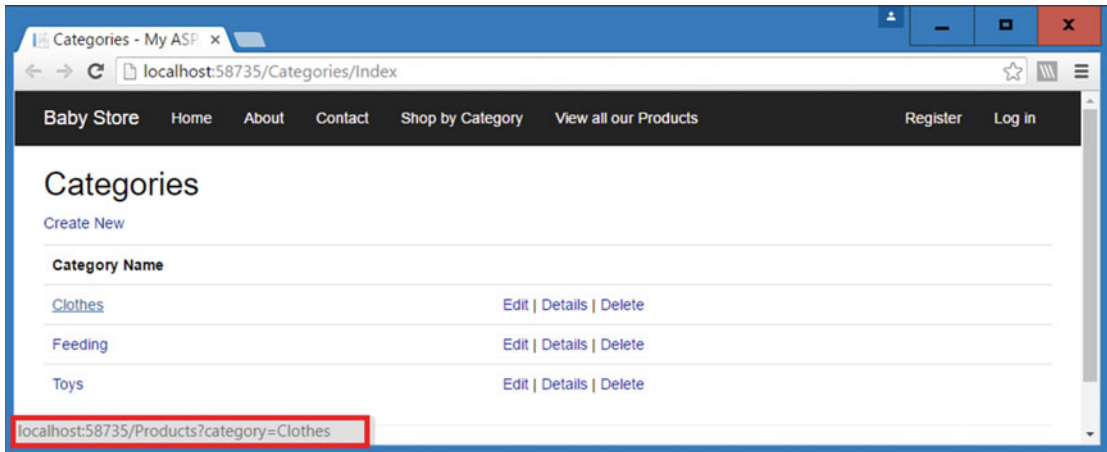 Categories - My ASP
localhost:58735/Categories/Index
Baby Store Home About Contact Shop by Category View all our Products Register Log in
Categories
Create New
Category Name
Clothes Edit | Details | Delete
Feeding Edit | Details | Delete
Toys Edit | Details | Delete
localhost:58735/Products?category=Clothes